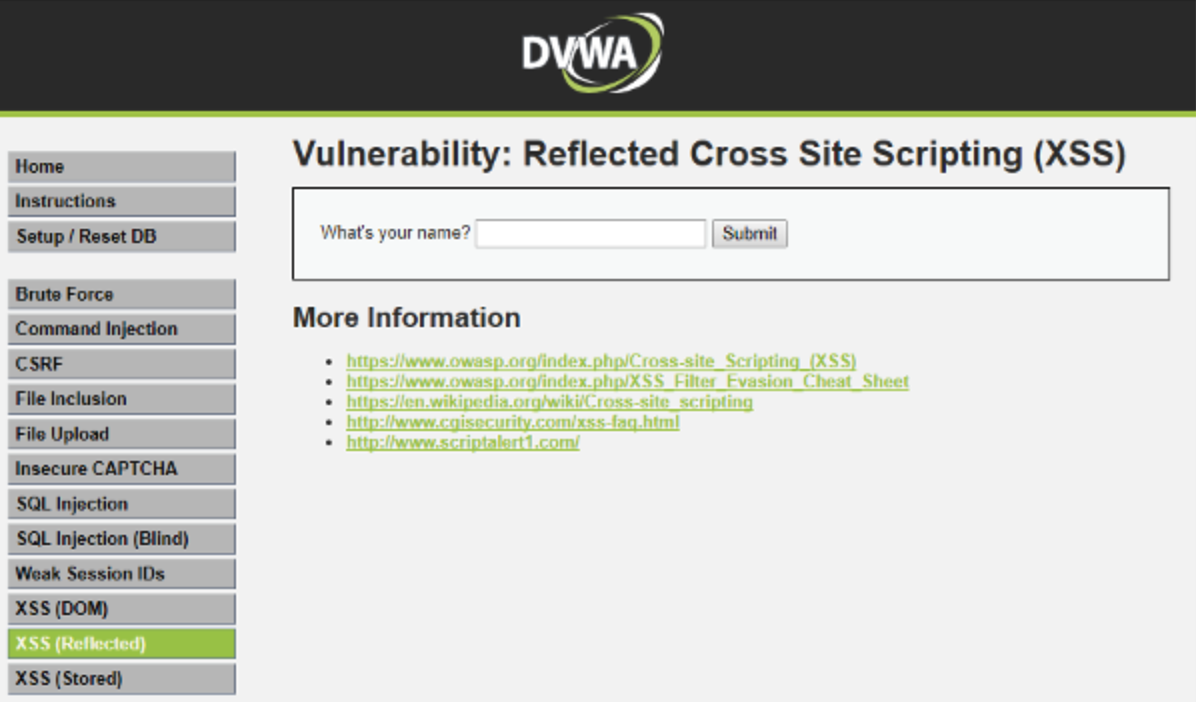 DVWA
Vulnerability: Reflected Cross Site Scripting (XSS)
Home
Instructions
Setup / Reset DB
Brute Force
Command Injection
CSRF
File Inclusion
File Upload
Insecure CAPTCHA
SQL Injection
SQL Injection (Blind)
Weak Session IDs
XSS (DOM)
XSS (Reflected)
XSS (Stored)
What's your name? Submit
More Information
https://www.owasp.org/index.php/Cross-site_Scripting_(XSS)
https://www.owasp.org/index.php/XSS_Filter_Evasion_Cheat_Sheet
https://en.wikipedia.org/wiki/Cross-site_scripting
http://www.cgisecurity.com/xss-faq.html
http://www.scriptalert1.com/